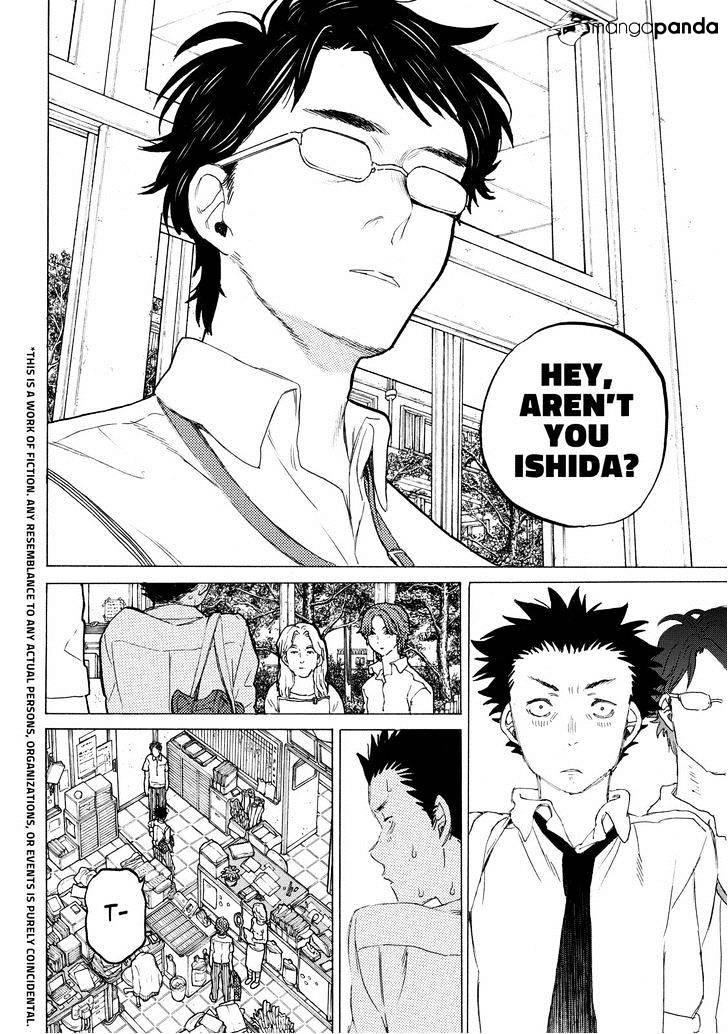 mangapanda
HEY,
AREN'T
YOU
ISHIDA?
T-
*THIS IS A WORK OF FICTION. ANY RESEMBLANCE TO ANY ACTUAL PERSONS, ORGANIZATIONS, OR EVENTS IS PURELY COINCIDENTAL.